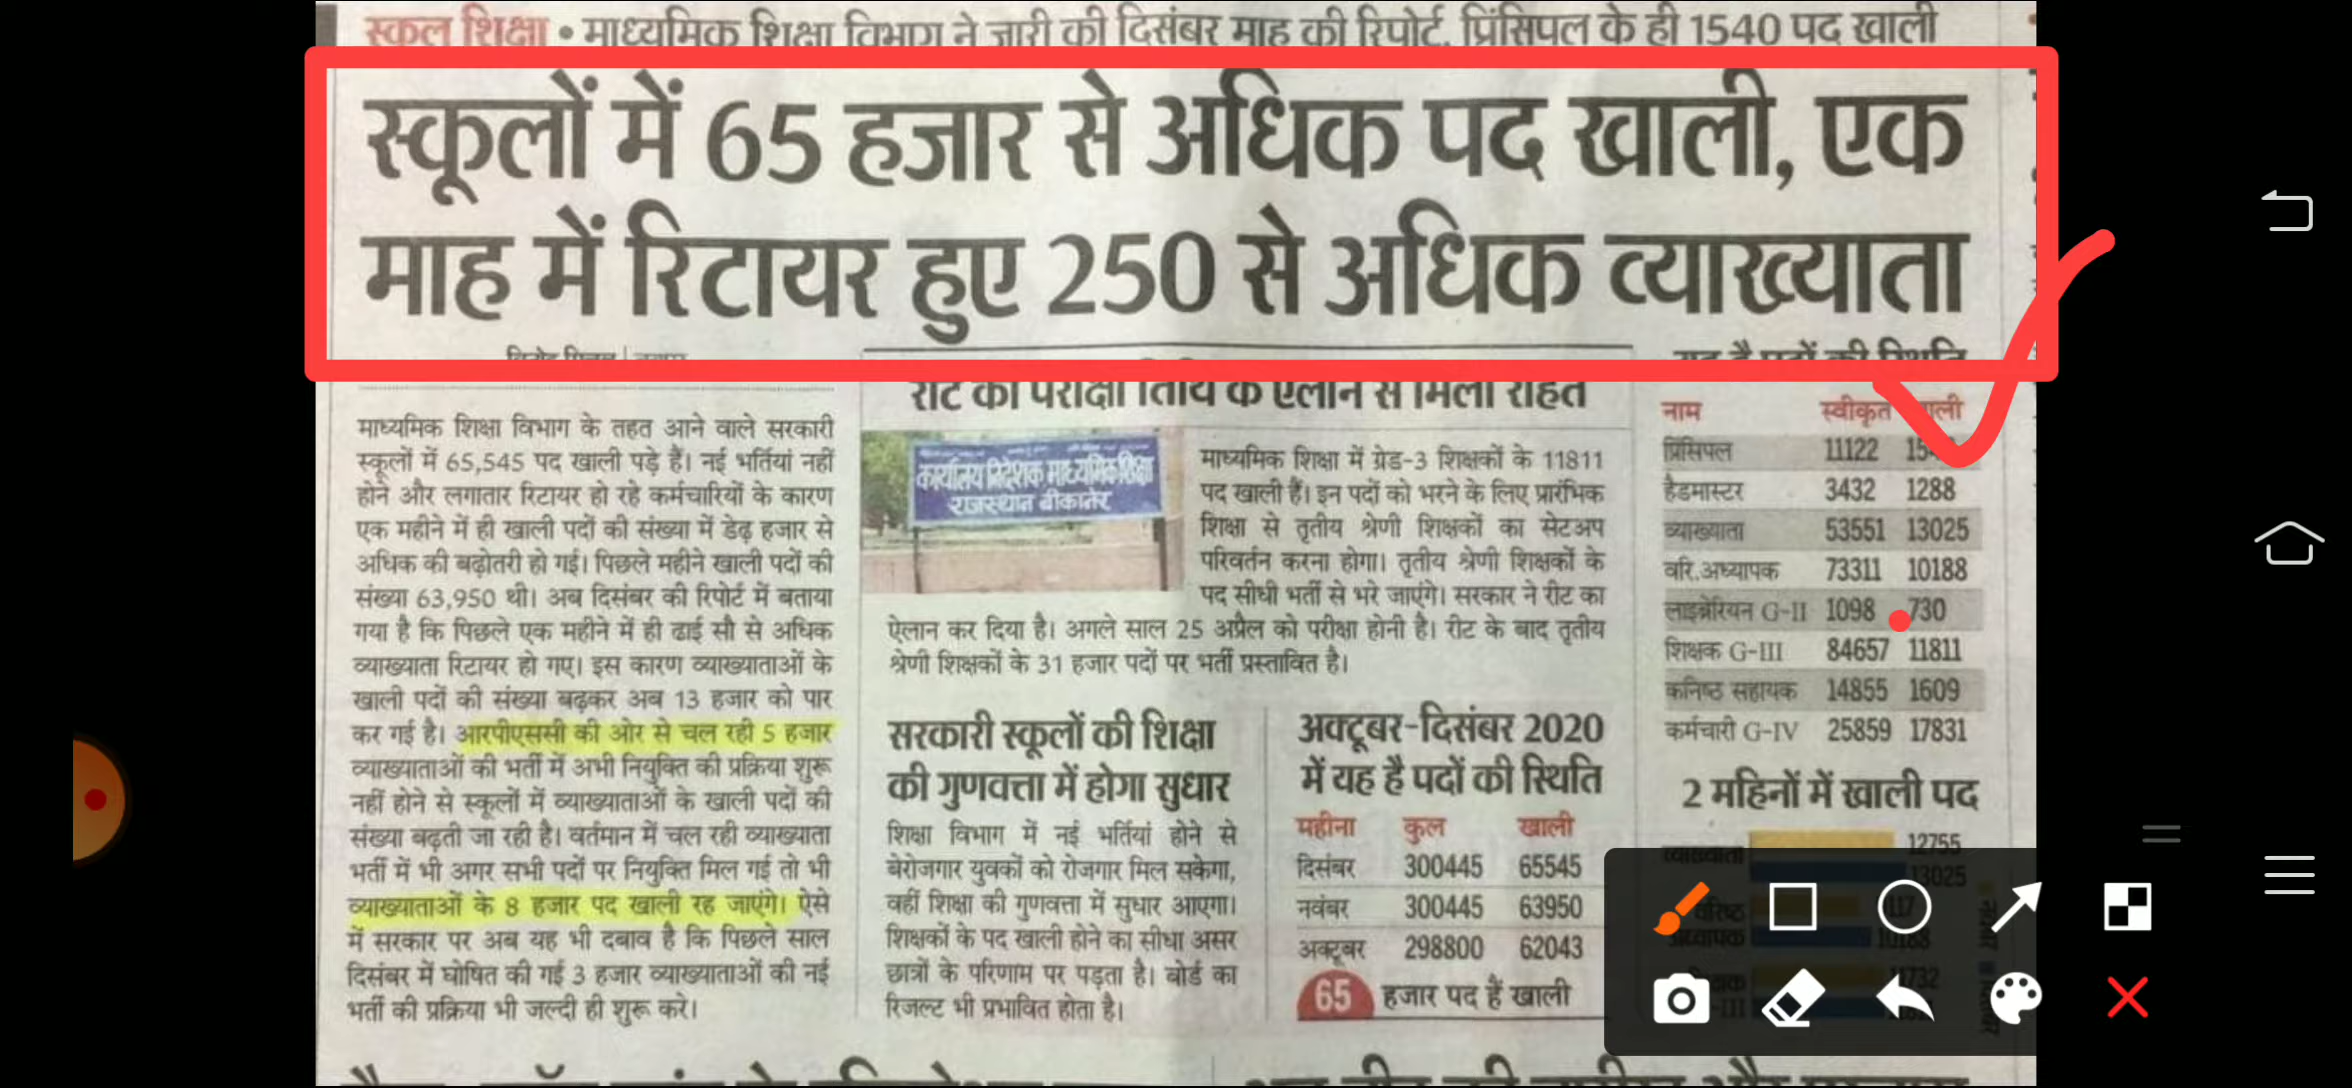 स्कूल शिक्षा • माध्यमिक शिक्षा विभाग ने जारी की दिसंबर माह की रिपोर्ट, प्रिंसिपल के ही 1540 पद खाली
स्कूलों में 65 हजार से अधिक पद खाली, एक
माह में रिटायर हुए 250 से अधिक व्याख्याता
माध्यमिक शिक्षा विभाग के तहत आने वाले सरकारी
स्कूलों में 65,545 पद खाली पड़े हैं। नई भर्तियां नहीं
होने और लगातार रिटायर हो रहे कर्मचारियों के कारण
एक महीने में ही खाली पदों की संख्या में डेढ़ हजार से
अधिक की बढ़ोतरी हो गई। पिछले महीने खाली पदों की
संख्या 63,950 थी। अब दिसंबर की रिपोर्ट में बताया
गया है कि पिछले एक महीने में ही ढाई सौ से अधिक
व्याख्याता रिटायर हो गए। इस कारण व्याख्याताओं के
खाली पदों की संख्या बढ़कर अब 13 हजार को पार
कर गई है। आरपीएससी की ओर से चल रही 5 हजार
व्याख्याताओं की भर्ती में अभी नियुक्ति की प्रक्रिया शुरू
नहीं होने से स्कूलों में व्याख्याताओं के खाली पदों की
संख्या बढ़ती जा रही है। वर्तमान में चल रही व्याख्याता
भर्ती में भी अगर सभी पदों पर नियुक्ति मिल गई तो भी
व्याख्याताओं के 8 हजार पद खाली रह जाएंगे। ऐसे
में सरकार पर अब यह भी दबाव है कि पिछले साल
दिसंबर में घोषित की गई 3 हजार व्याख्याताओं की नई
भर्ती की प्रक्रिया भी जल्दी ही शुरू करे।
रीट की परीक्षा तिथि के ऐलान से मिली राहत
कार्यालय निदेशक माध्यमिक शिक्षा
राजस्थान बीकानेर
माध्यमिक शिक्षा में ग्रेड-3 शिक्षकों के 11811
पद खाली हैं। इन पदों को भरने के लिए प्रारंभिक
शिक्षा से तृतीय श्रेणी शिक्षकों का सेटअप
परिवर्तन करना होगा। तृतीय श्रेणी शिक्षकों के
पद सीधी भर्ती से भरे जाएंगे। सरकार ने रीट का
ऐलान कर दिया है। अगले साल 25 अप्रैल को परीक्षा होनी है। रीट के बाद तृतीय
श्रेणी शिक्षकों के 31 हजार पदों पर भर्ती प्रस्तावित है।
सरकारी स्कूलों की शिक्षा
की गुणवत्ता में होगा सुधार
शिक्षा विभाग में नई भर्तियां होने से
बेरोजगार युवकों को रोजगार मिल सकेगा,
वहीं शिक्षा की गुणवत्ता में सुधार आएगा।
शिक्षकों के पद खाली होने का सीधा असर
छात्रों के परिणाम पर पड़ता है। बोर्ड का
रिजल्ट भी प्रभावित होता है।
अक्टूबर-दिसंबर 2020
में यह है पदों की स्थिति
महीना कुल खाली
दिसंबर 300445 65545
नवंबर 300445 63950
अक्टूबर 298800 62043
65 हजार पद हैं खाली
यह है पदों की स्थिति
नाम स्वीकृत
प्रिंसिपल 11122
हैडमास्टर 3432 1288
व्याख्याता 53551 13025
वरि.अध्यापक 73311 10188
लाइब्रेरियन G-II 1098 730
शिक्षक G-III 84657 11811
कनिष्ठ सहायक 14855 1609
कर्मचारी G-IV 25859 17831
2 महिनों में खाली पद
व्याख्याता 12755
13025
10188